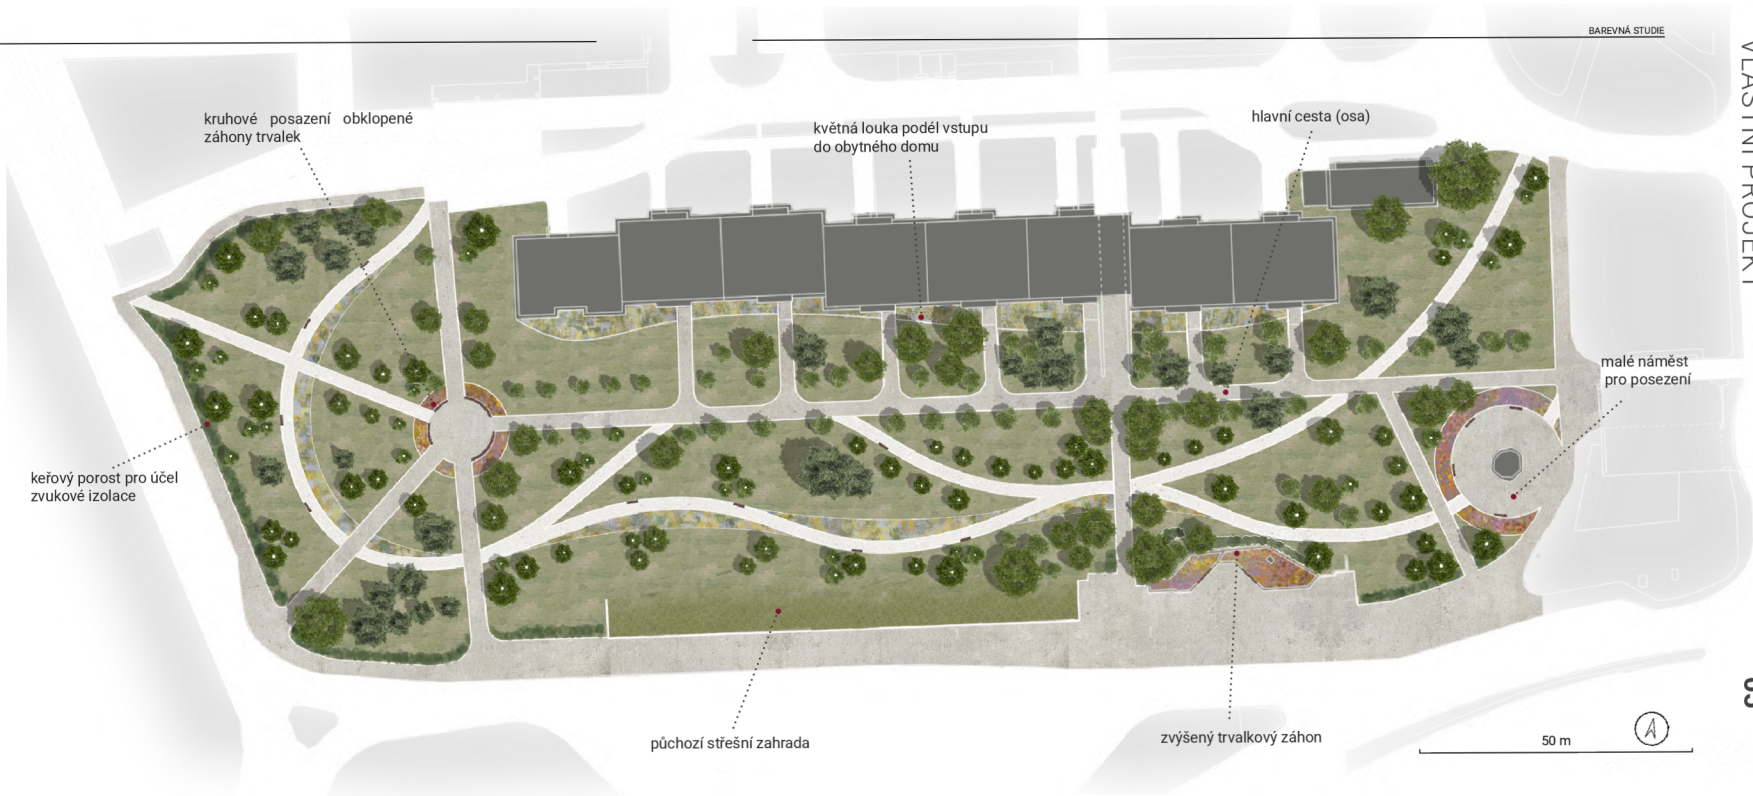 BAREVNÁ STUDIE
VLASTNÍ PROJEKT
kruhové posazení obklopené
záhony trvalek
květná louka podél vstupu
do obytného domu
hlavní cesta (osa)
malé náměst
pro posezení
keřový porost pro účel
zvukové izolace
půchozí střešní zahrada
zvýšený trvalkový záhon
50 m